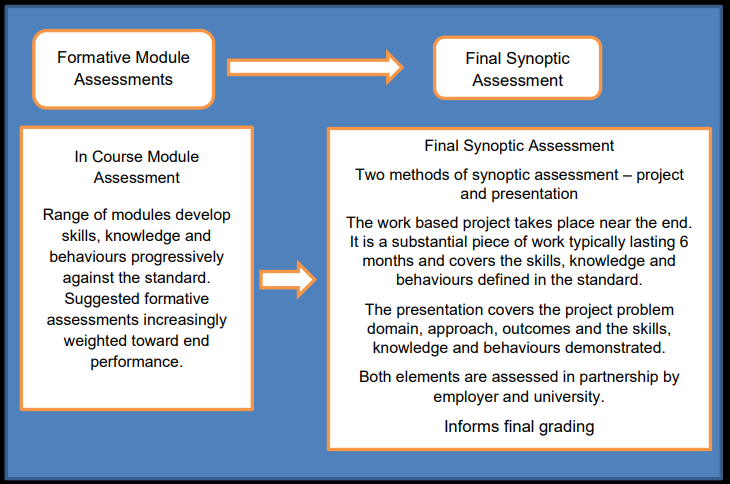 Formative Module
Assessments
Final Synoptic
Assessment
In Course Module
Assessment
Range of modules develop
skills, knowledge and
behaviours progressively
against the standard.
Suggested formative
assessments increasingly
weighted toward end
performance.
Final Synoptic Assessment
Two methods of synoptic assessment – project
and presentation
The work based project takes place near the end.
It is a substantial piece of work typically lasting 6
months and covers the skills, knowledge and
behaviours defined in the standard.
The presentation covers the project problem
domain, approach, outcomes and the skills,
knowledge and behaviours demonstrated.
Both elements are assessed in partnership by
employer and university.
Informs final grading